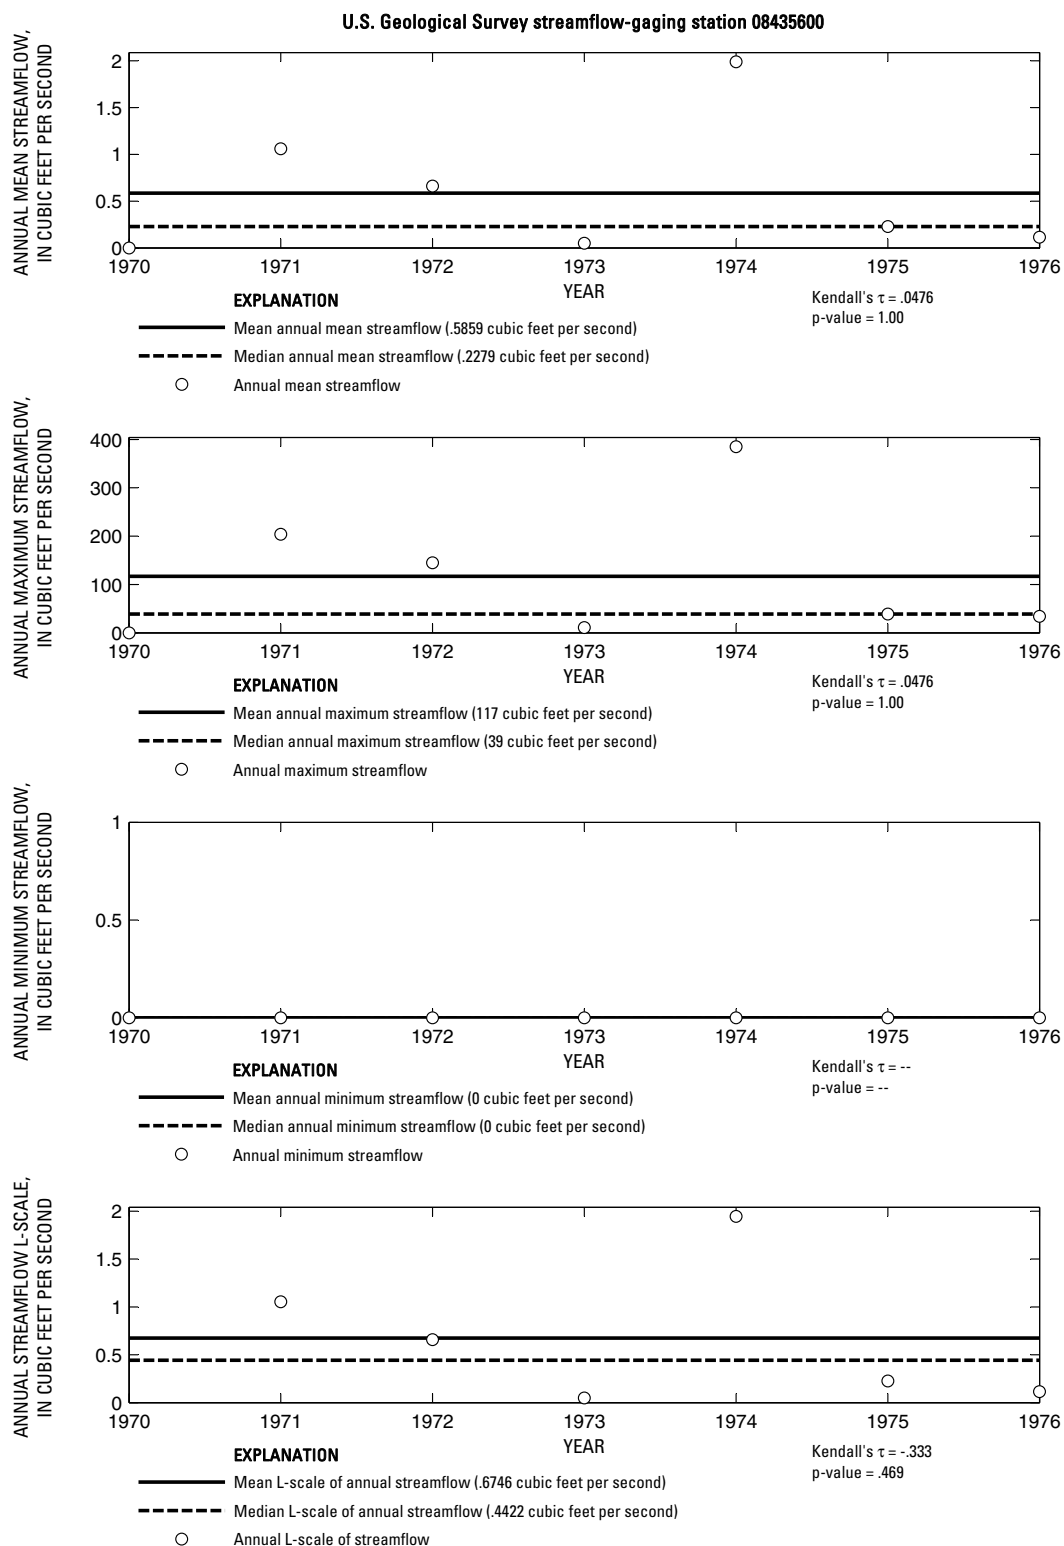 U.S. Geological Survey streamflow-gaging station 08435600
ANNUAL MEAN STREAMFLOW,
IN CUBIC FEET PER SECOND
2
1.5
1
0.5
0
1970 1971 1972 1973 1974 1975 1976
YEAR
EXPLANATION
Mean annual mean streamflow (.5859 cubic feet per second)
Median annual mean streamflow (.2279 cubic feet per second)
Annual mean streamflow
Kendall's τ = .0476
p-value = 1.00
ANNUAL MAXIMUM STREAMFLOW,
IN CUBIC FEET PER SECOND
400
300
200
100
0
1970 1971 1972 1973 1974 1975 1976
YEAR
EXPLANATION
Mean annual maximum streamflow (117 cubic feet per second)
Median annual maximum streamflow (39 cubic feet per second)
Annual maximum streamflow
Kendall's τ = .0476
p-value = 1.00
ANNUAL MINIMUM STREAMFLOW,
IN CUBIC FEET PER SECOND
1
0.5
0
1970 1971 1972 1973 1974 1975 1976
YEAR
EXPLANATION
Mean annual minimum streamflow (0 cubic feet per second)
Median annual minimum streamflow (0 cubic feet per second)
Annual minimum streamflow
Kendall's τ = --
p-value = --
ANNUAL STREAMFLOW L-SCALE,
IN CUBIC FEET PER SECOND
2
1.5
1
0.5
0
1970 1971 1972 1973 1974 1975 1976
YEAR
EXPLANATION
Mean L-scale of annual streamflow (.6746 cubic feet per second)
Median L-scale of annual streamflow (.4422 cubic feet per second)
Annual L-scale of streamflow
Kendall's τ = -.333
p-value = .469